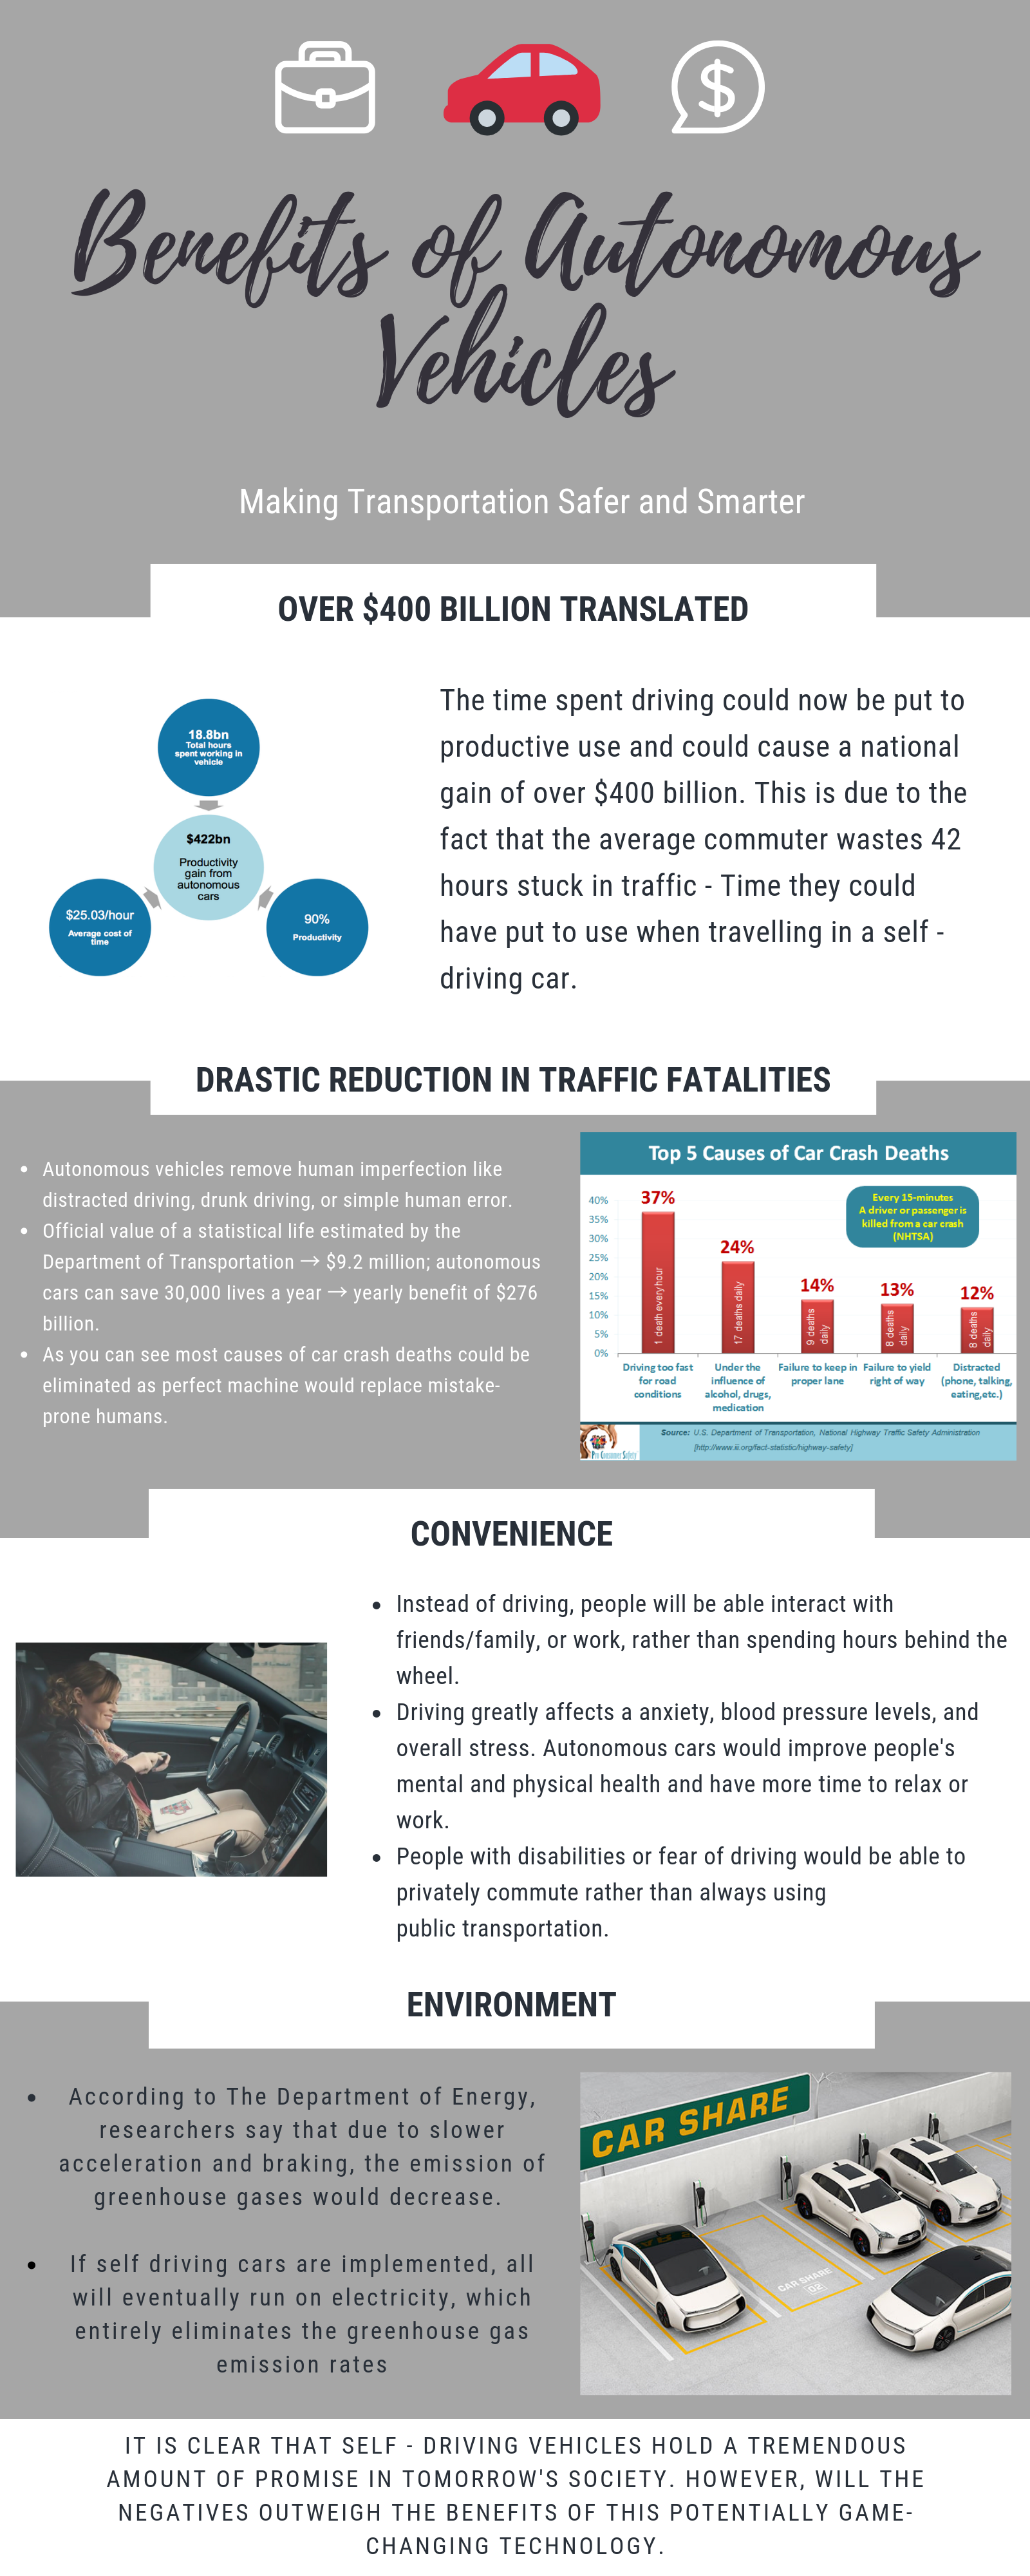 Benefits of Autonomous
Vehicles
Making Transportation Safer and Smarter
OVER $400 BILLION TRANSLATED
18.8bn
Total hours
spent working in
vehicle
$422bn
Productivity
gain from
autonomous
cars
$25.03/hour
Average cost of
time
90%
Productivity
The time spent driving could now be put to
productive use and could cause a national
gain of over $400 billion. This is due to the
fact that the average commuter wastes 42
hours stuck in traffic - Time they could
have put to use when travelling in a self -
driving car.
DRASTIC REDUCTION IN TRAFFIC FATALITIES
• Autonomous vehicles remove human imperfection like
distracted driving, drunk driving, or simple human error.
• Official value of a statistical life estimated by the
Department of Transportation → $9.2 million; autonomous
cars can save 30,000 lives a year → yearly benefit of $276
billion.
• As you can see most causes of car crash deaths could be
eliminated as perfect machine would replace mistake-
prone humans.
Top 5 Causes of Car Crash Deaths
Every 15-minutes
A driver or passenger is
killed from a car crash
(NHTSA)
40%
35%
30%
25%
20%
15%
10%
5%
0%
37%
24%
14%
13%
12%
1 death every hour
17 deaths daily
9 deaths
daily
8 deaths
daily
8 deaths
daily
Driving too fast
for road
conditions
Under the
influence of
alcohol, drugs,
medication
Failure to keep in
proper lane
Failure to yield
right of way
Distracted
(phone, talking,
eating,etc.)
Pro Consumer Safety
Source: U.S. Department of Transportation, National Highway Traffic Safety Administration
[http://www.iii.org/fact-statistic/highway-safety]
CONVENIENCE
• Instead of driving, people will be able interact with
friends/family, or work, rather than spending hours behind the
wheel.
• Driving greatly affects a anxiety, blood pressure levels, and
overall stress. Autonomous cars would improve people's
mental and physical health and have more time to relax or
work.
• People with disabilities or fear of driving would be able to
privately commute rather than always using
public transportation.
ENVIRONMENT
• According to The Department of Energy,
researchers say that due to slower
acceleration and braking, the emission of
greenhouse gases would decrease.
• If self driving cars are implemented, all
will eventually run on electricity, which
entirely eliminates the greenhouse gas
emission rates
CAR SHARE
CAR SHARE
02
IT IS CLEAR THAT SELF - DRIVING VEHICLES HOLD A TREMENDOUS
AMOUNT OF PROMISE IN TOMORROW'S SOCIETY. HOWEVER, WILL THE
NEGATIVES OUTWEIGH THE BENEFITS OF THIS POTENTIALLY GAME-
CHANGING TECHNOLOGY.